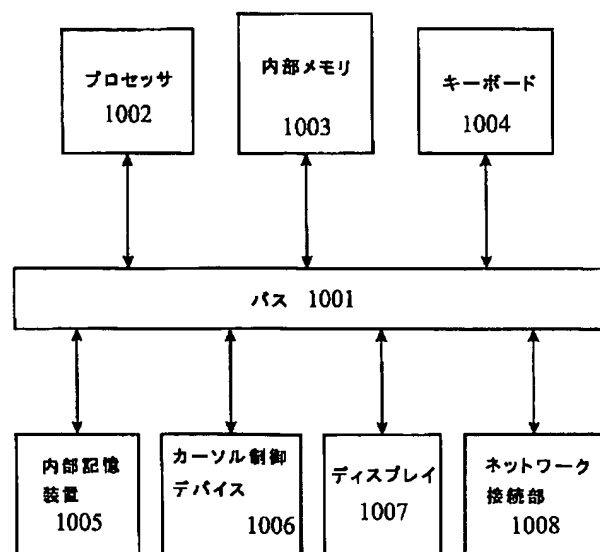 プロセッサ
1002
内部メモリ
1003
キーボード
1004
バス 1001
内部記憶
装置
1005
カーソル制御
デバイス
1006
ディスプレイ
1007
ネットワーク
接続部
1008